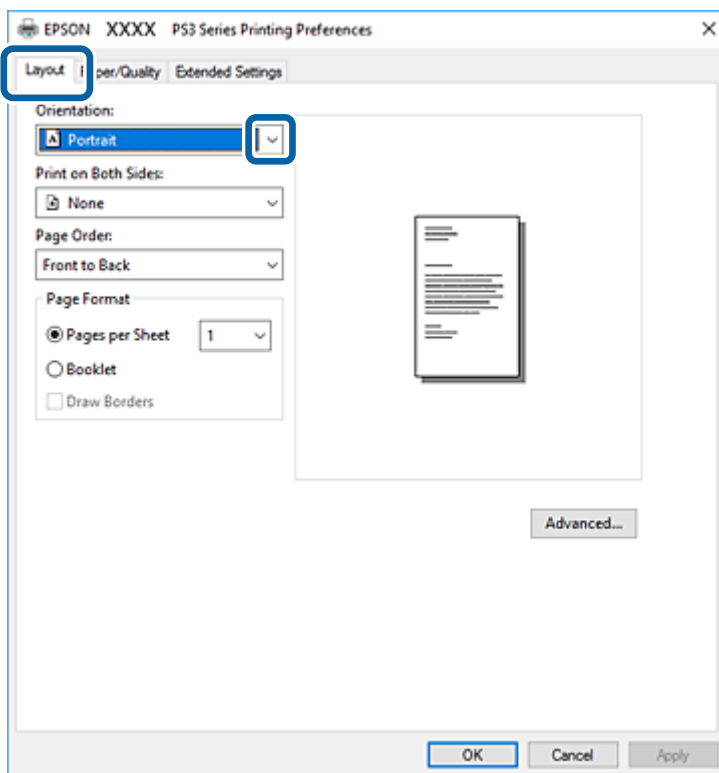 EPSON XXXX PS3 Series Printing Preferences
Layout per/Quality Extended Settings
Orientation:
A Portrait
Print on Both Sides:
None
Page Order:
Front to Back
Page Format
Pages per Sheet 1
Booklet
Draw Borders
Advanced...
OK Cancel Apply